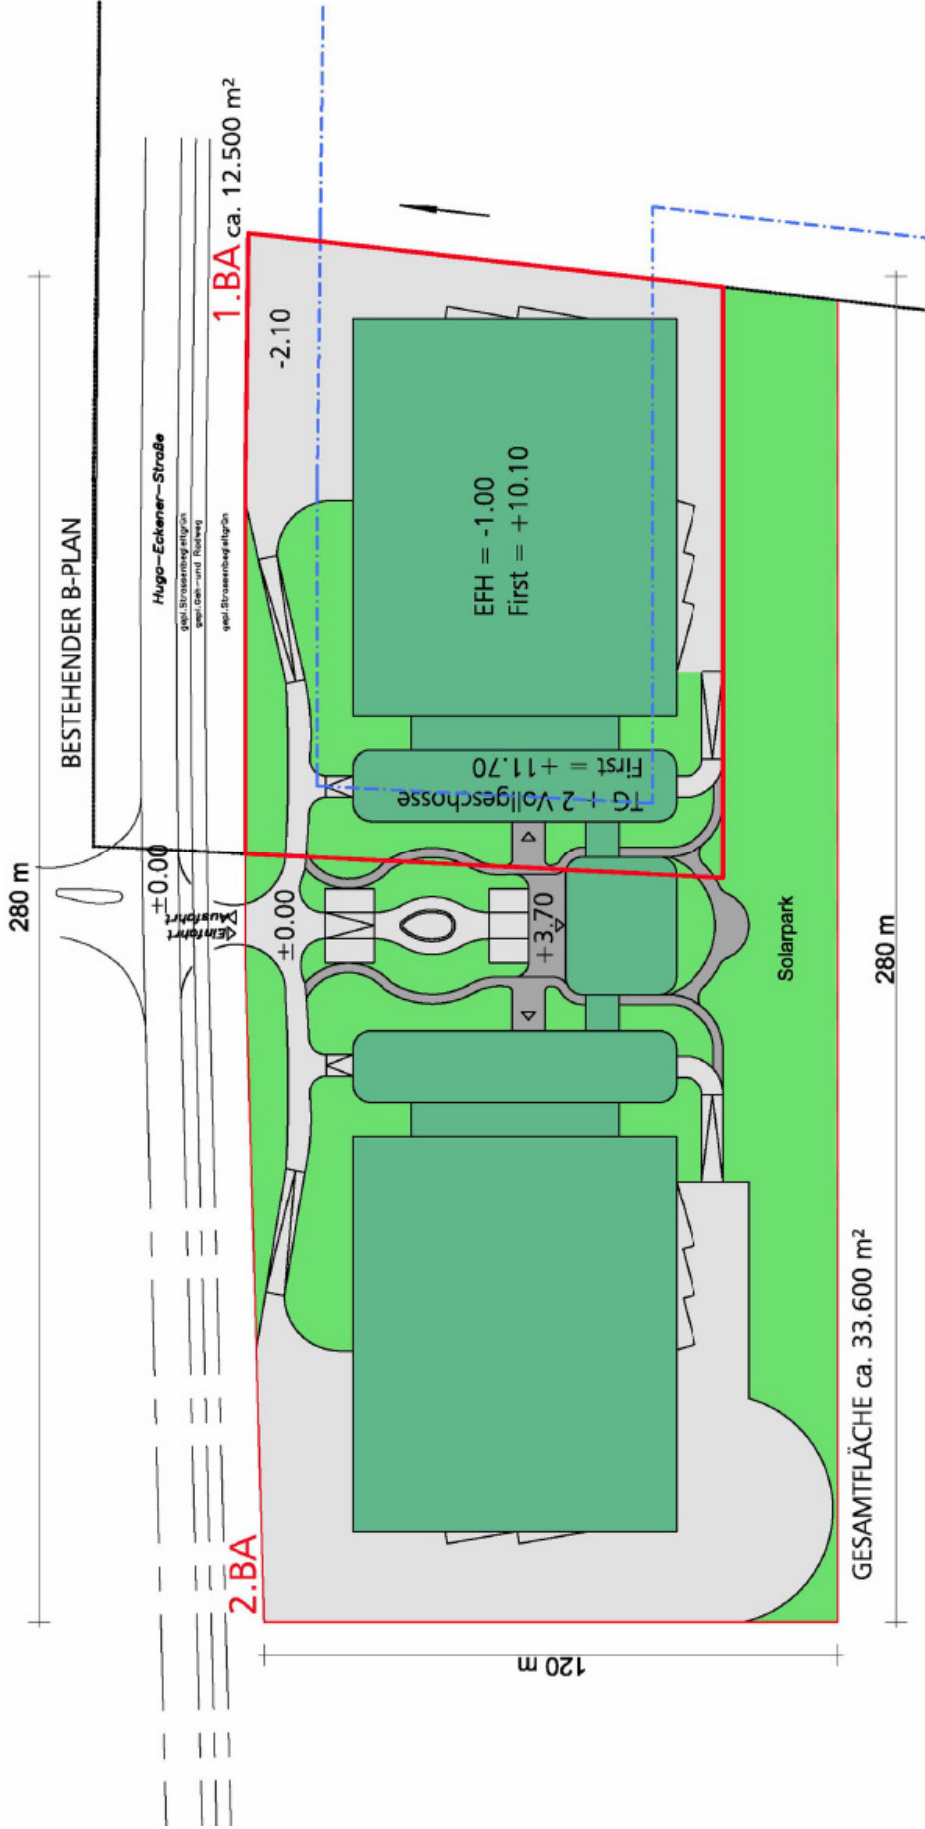 280 m
BESTEHENDER B-PLAN
Hugo-Eckener-Straße
gepl.Strassenbegleitgrün
gepl.Geh-und Radweg
gepl.Strassenbegleitgrün
1.BA ca. 12.500 m²
-2.10
±0.00
Einfahrt
Ausfahrt
±0.00
EFH = -1.00
First = +10.10
TG + 2 Vollgeschosse
First = +11.70
+3.70
Solarpark
2.BA
120 m
GESAMTFLÄCHE ca. 33.600 m²
280 m